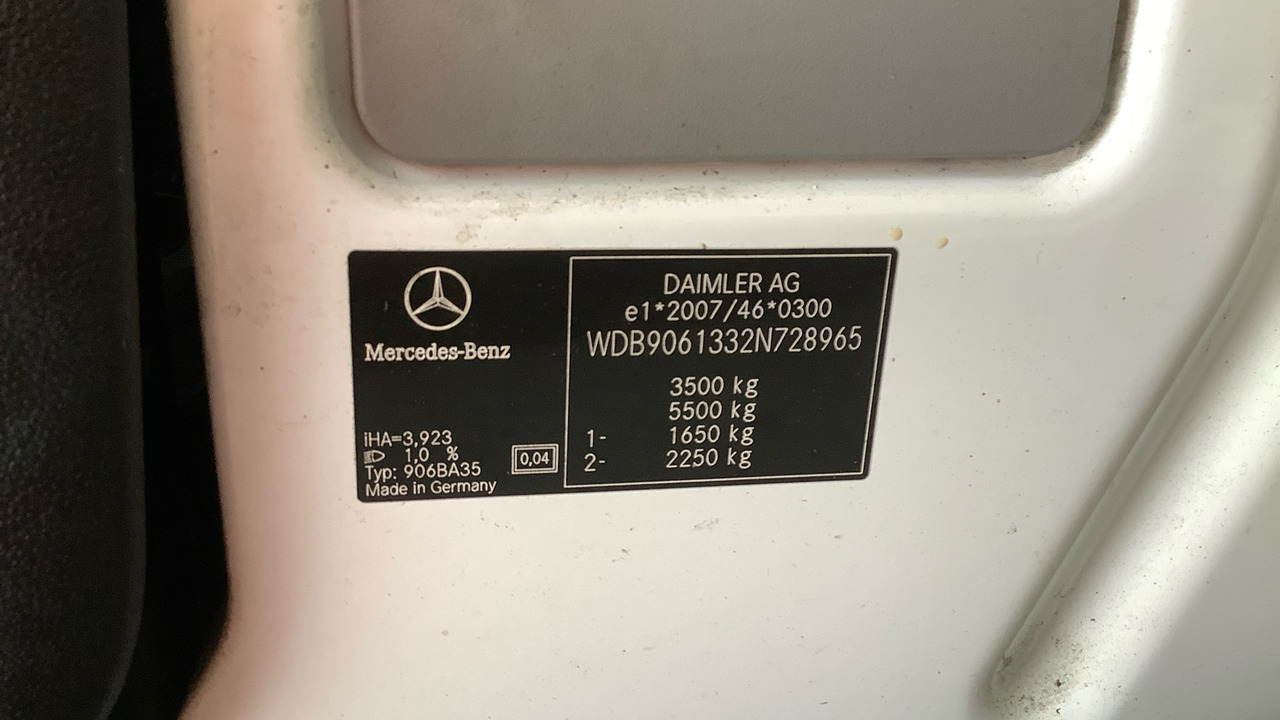 Mercedes-Benz
iHA=3,923
1,0 %
Typ: 906BA35
Made in Germany
0,04
DAIMLER AG
e1*2007/46*0300
WDB9061332N728965
3500 kg
5500 kg
1- 1650 kg
2- 2250 kg